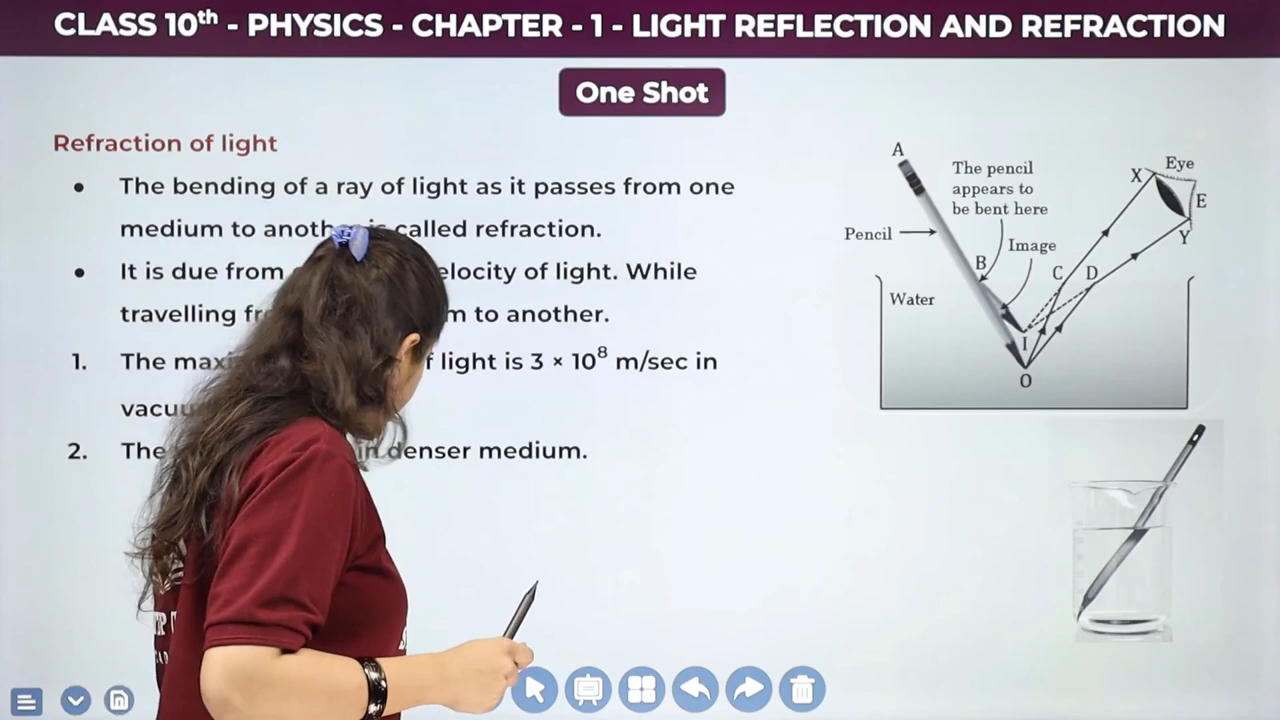 CLASS 10th - PHYSICS - CHAPTER - 1 - LIGHT REFLECTION AND REFRACTION
One Shot
Refraction of light
• The bending of a ray of light as it passes from one
medium to another is called refraction.
• It is due from elocity of light. While
travelling fr m to another.
1. The maxi f light is 3 × 10⁸ m/sec in
vacuu
2. The in denser medium.
A
The pencil
appears to
be bent here
Pencil
Image
B
C
D
X
Eye
E
Y
Water
I
O